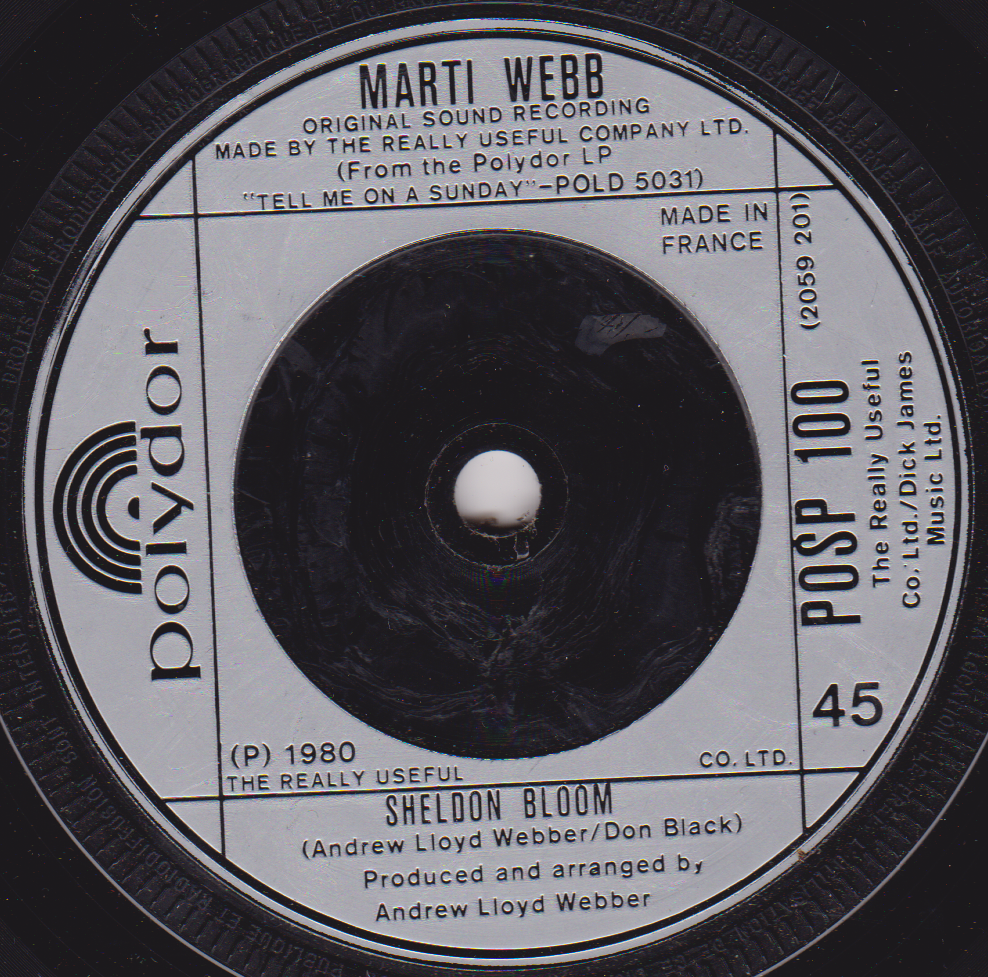 MARTI WEBB
ORIGINAL SOUND RECORDING
MADE BY THE REALLY USEFUL COMPANY LTD.
(From the Polydor LP
"TELL ME ON A SUNDAY"-POLD 5031)
MADE IN
FRANCE
(2059 201)
polydor
POSP 100
The Really Useful
Co. Ltd./Dick James
Music Ltd.
45
(P) 1980
THE REALLY USEFUL CO. LTD.
SHELDON BLOOM
(Andrew Lloyd Webber/Don Black)
Produced and arranged by
Andrew Lloyd Webber